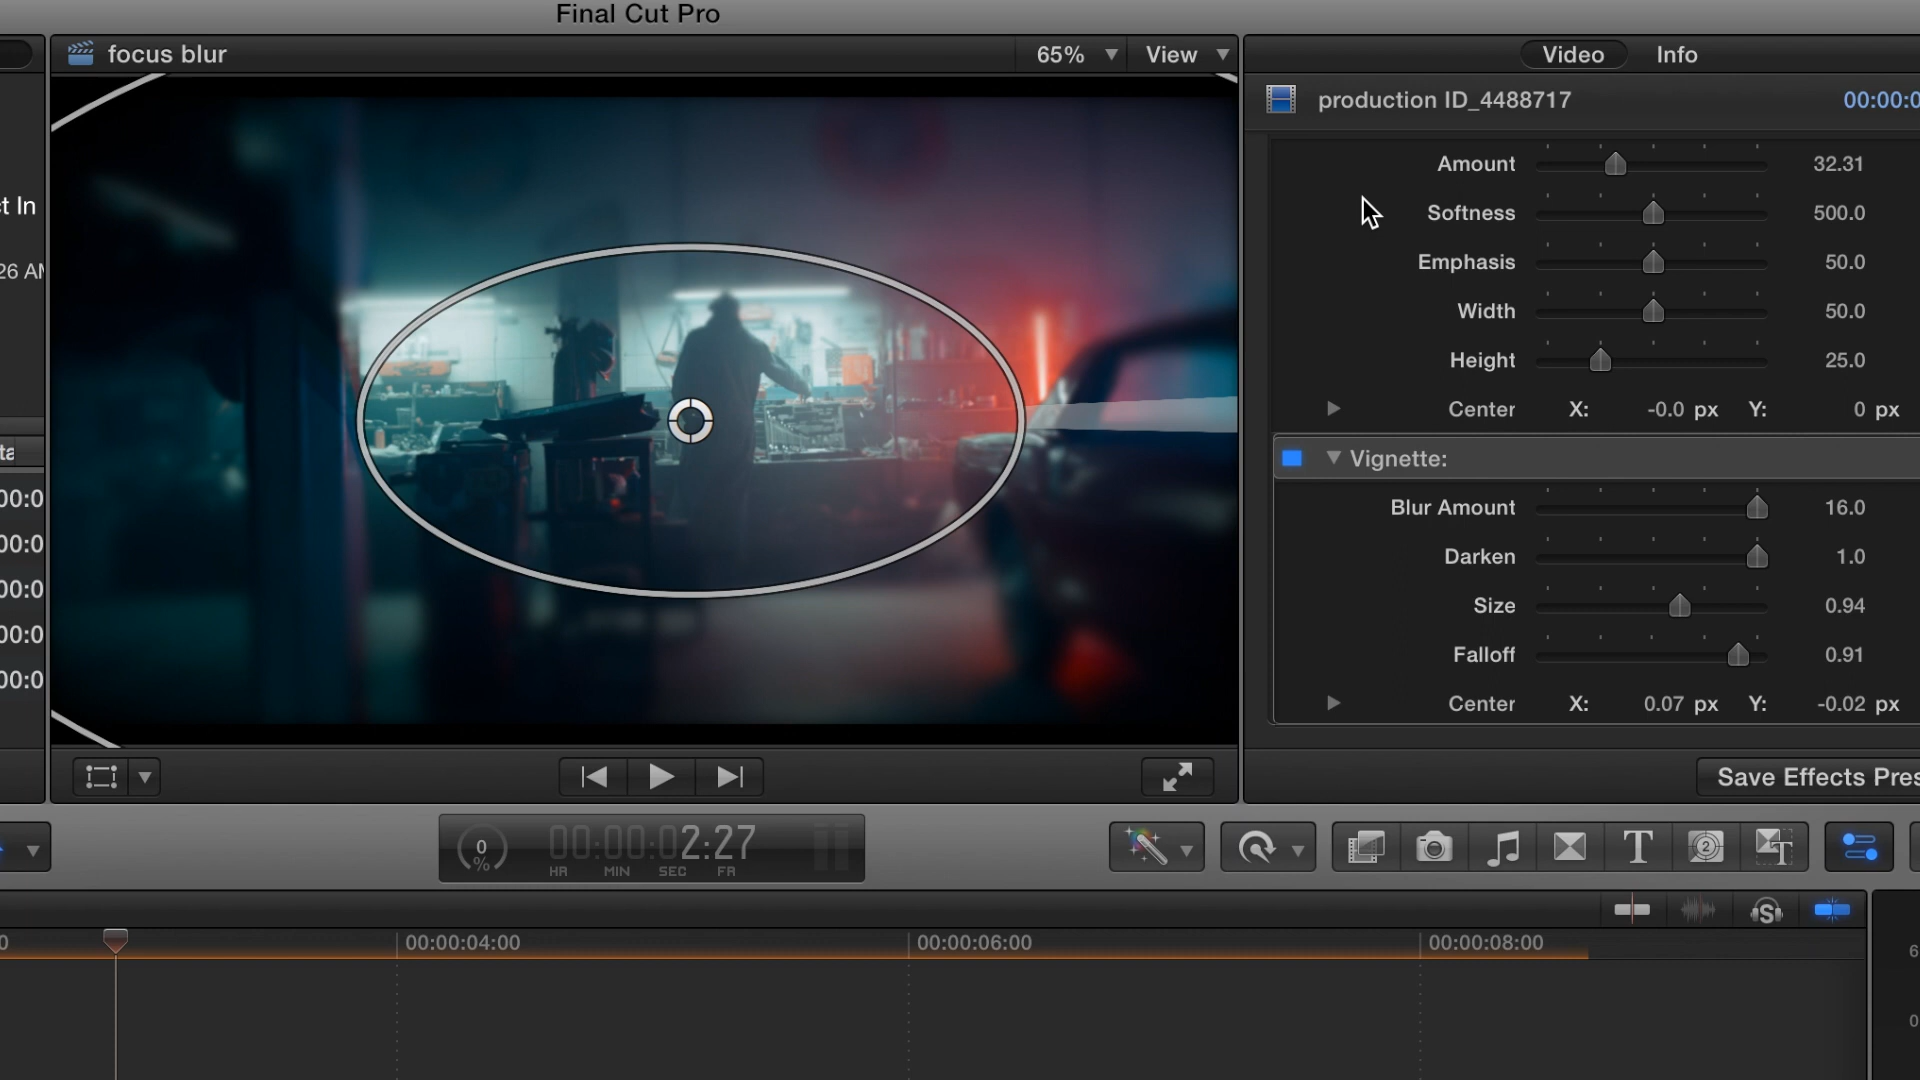 Final Cut Pro
focus blur
65%
View
Video
Info
production ID_4488717
00:00:0
Amount
32.31
t In
Softness
500.0
Emphasis
50.0
26 AM
Width
50.0
Height
25.0
Center X: -0.0 px Y: 0 px
ta
Vignette:
00:0
Blur Amount
16.0
00:0
Darken
1.0
00:0
Size
0.94
00:0
Falloff
0.91
00:0
Center X: 0.07 px Y: -0.02 px
Save Effects Pres
0
%
00:00:02:27
HR MIN SEC FR
T
2
T
S
0
00:00:04:00
00:00:06:00
00:00:08:00
6
0